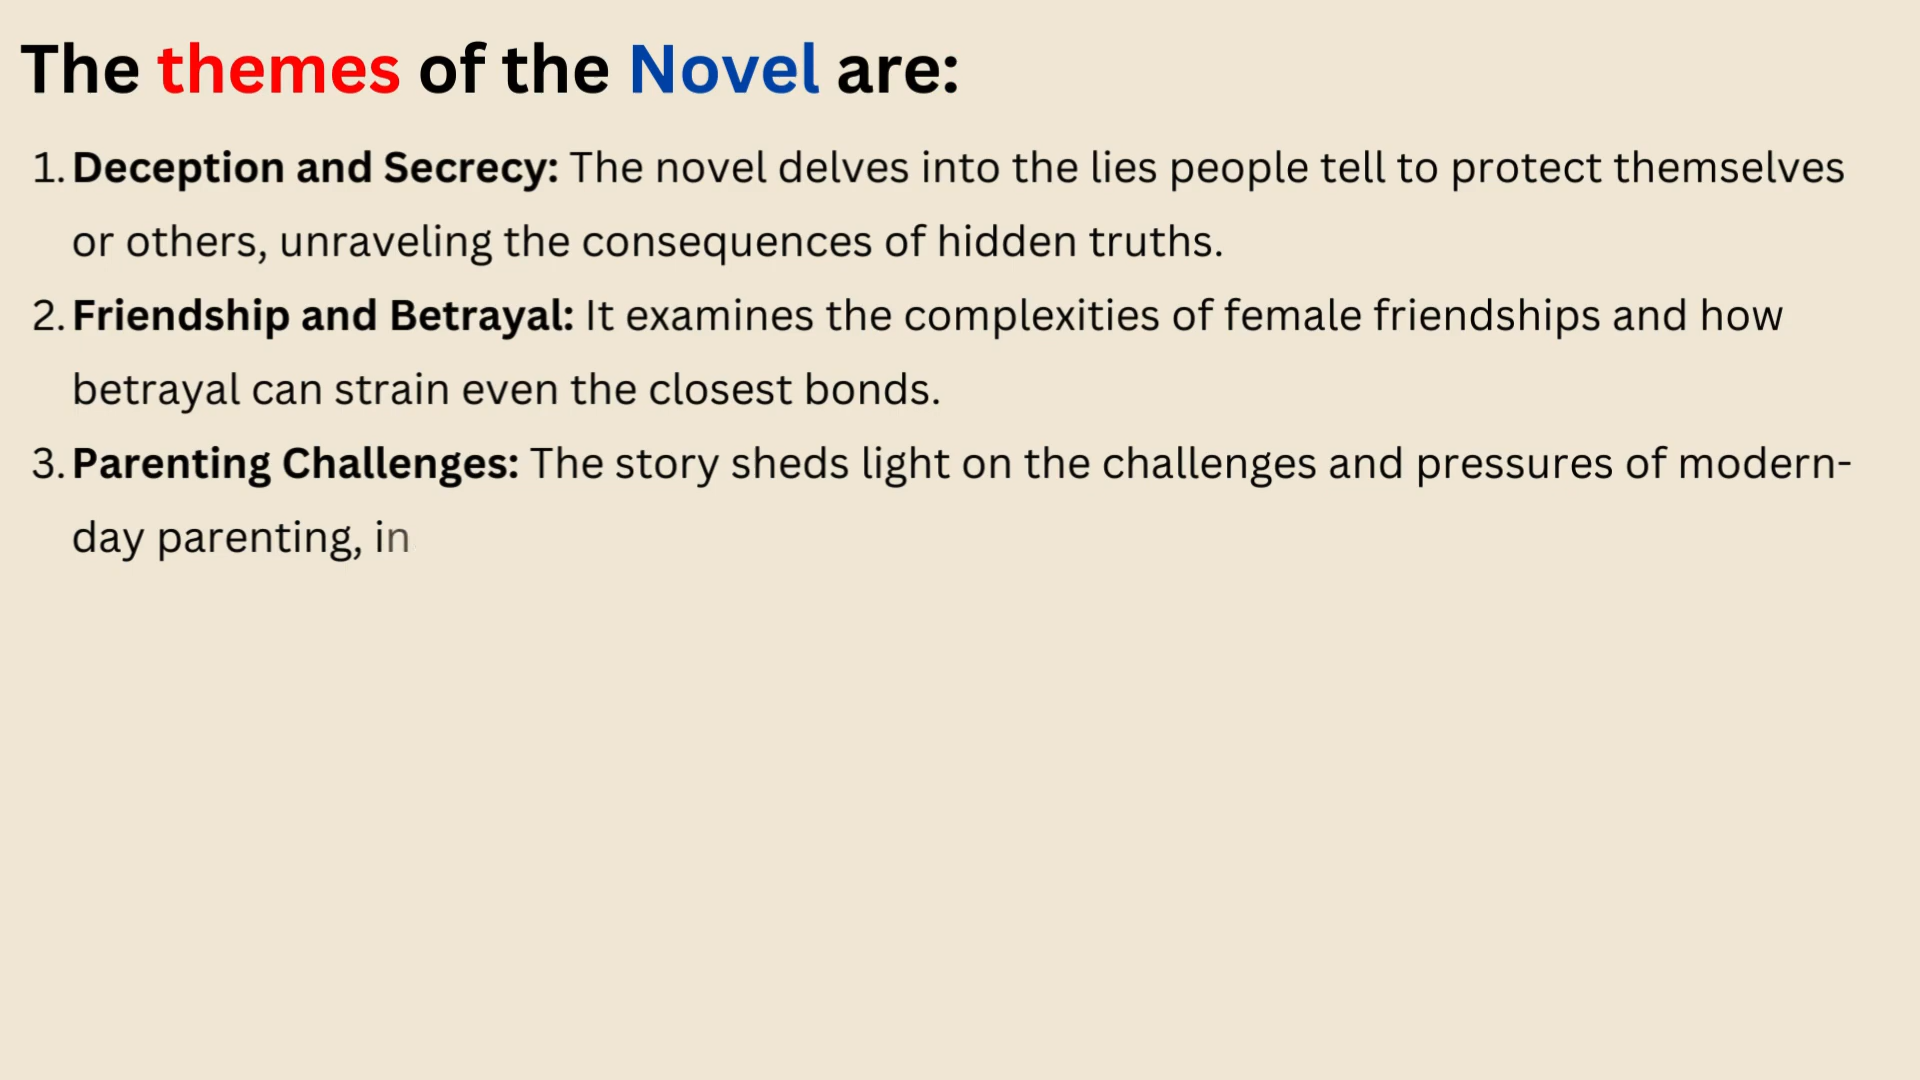 The themes of the Novel are:
1. Deception and Secrecy: The novel delves into the lies people tell to protect themselves
or others, unraveling the consequences of hidden truths.
2. Friendship and Betrayal: It examines the complexities of female friendships and how
betrayal can strain even the closest bonds.
3. Parenting Challenges: The story sheds light on the challenges and pressures of modern-
day parenting, in